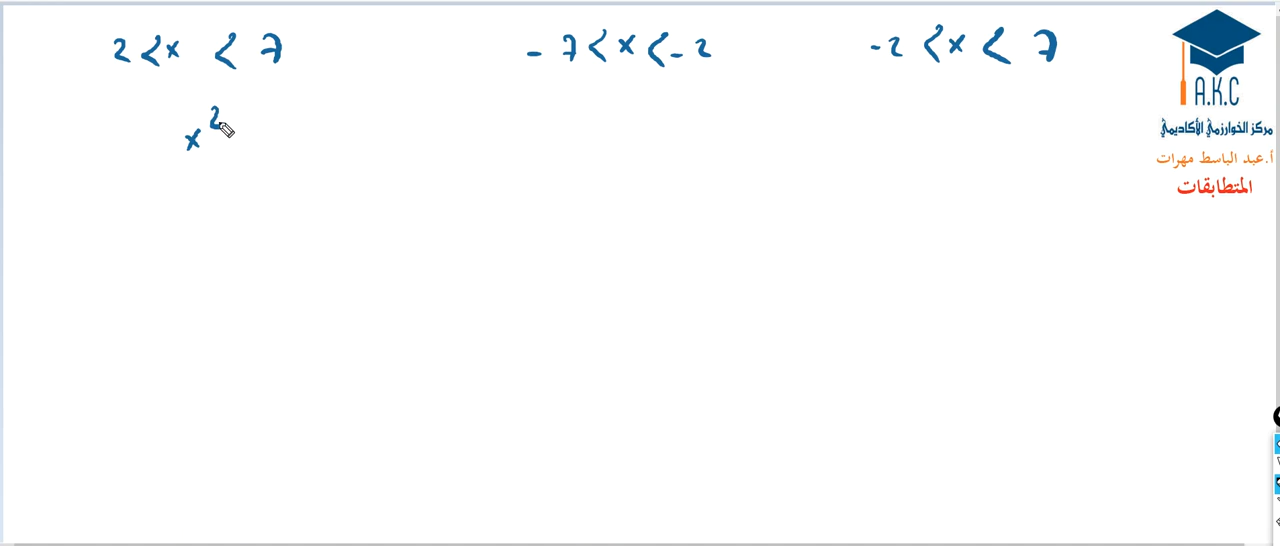 2 < x < 7
- 7 < x < - 2
- 2 < x < 7
x²
A.K.C
مركز الخوارزمي الأكاديمي
أ.عبد الباسط مهرات
المتطابقات